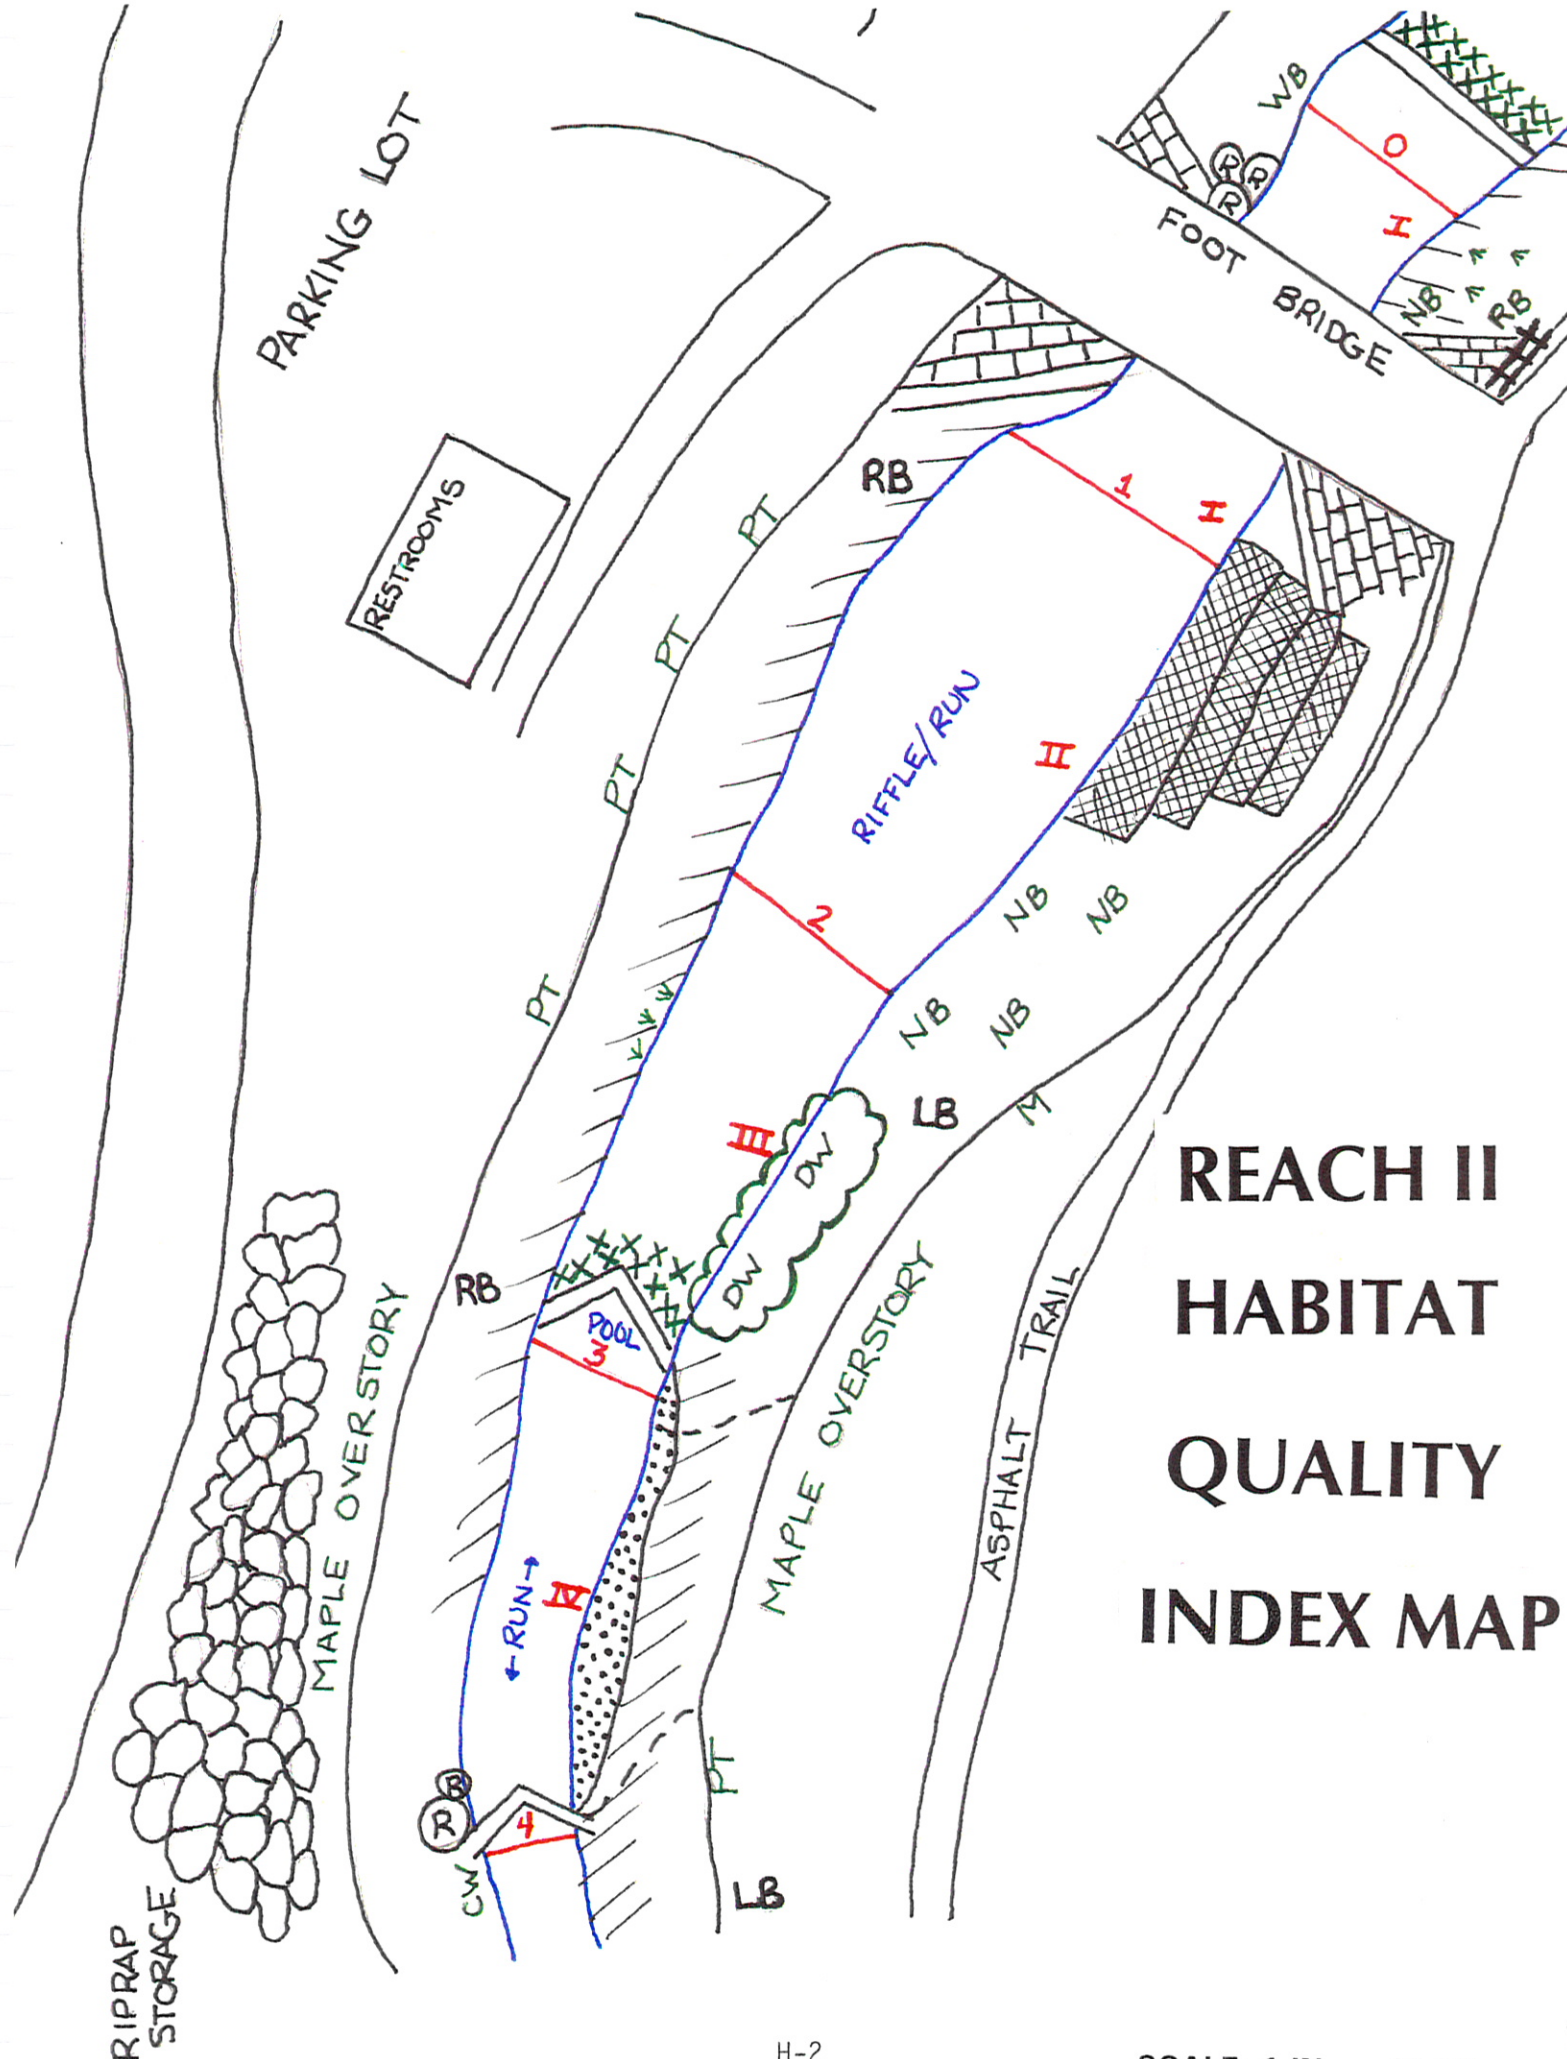 WB
O
R
R
R
I
FOOT BRIDGE
NB
RB
PARKING LOT
RESTROOMS
RB
1
I
PT
PT
PT
PT
RIFFLE/RUN
II
2
NB
NB
NB
NB
LB
M
III
DW
DW
RB
POOL
3
MAPLE OVERSTORY
MAPLE OVERSTORY
ASPHALT TRAIL
REACH II
HABITAT
QUALITY
INDEX MAP
←RUN→
IV
PT
R
R
4
CW
LB
RIPRAP
STORAGE
H-2